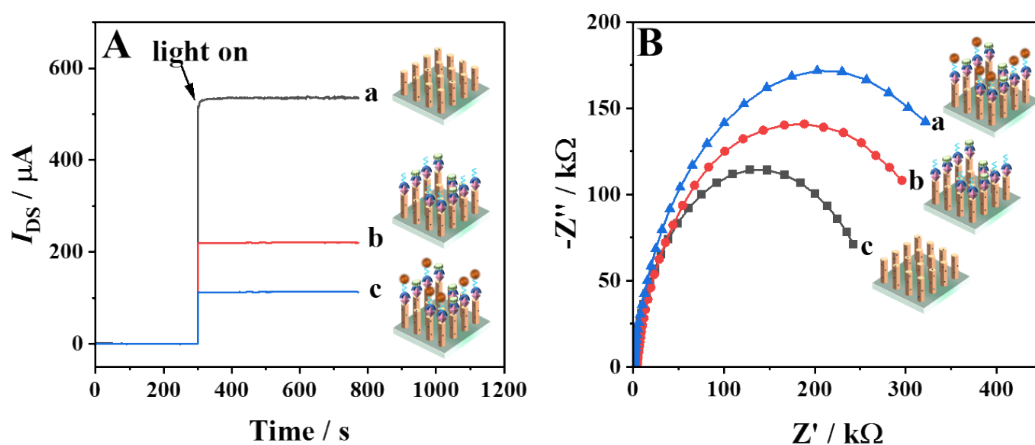 A
light on
a
b
c
600
400
200
0
I_DS / μA
0 200 400 600 800 1000 1200
Time / s
B
a
b
c
200
150
100
50
0
-Z'' / kΩ
0 100 200 300 400
Z' / kΩ